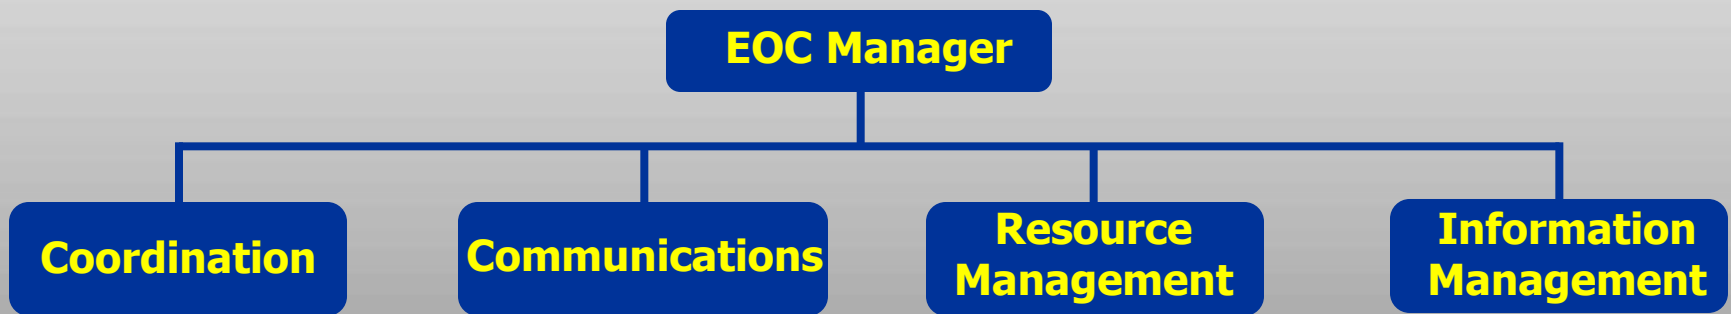 EOC Manager
Coordination
Communications
Resource
Management
Information
Management